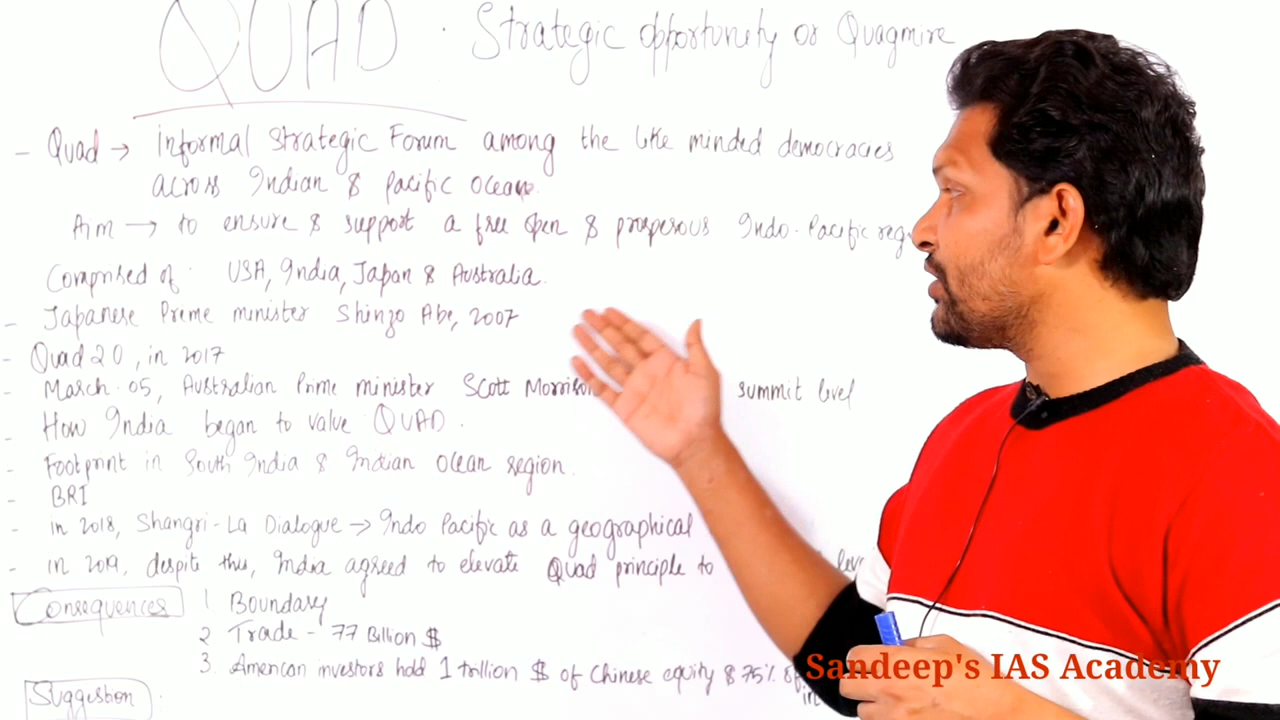 QUAD . Strategic opportunity or Quagmire
- Quad → Informal Strategic Forum among the like minded democracies
across Indian & pacific Ocean.
Aim → to ensure & support a free open & prosperous Indo-Pacific
Comprised of : USA, India, Japan & Australia.
- Japanese Preme minister Shinzo Abe, 2007
- Quad 2.0, in 2017
- March-05, Australian Prime minister Scott Morrison summit level
- How India began to value QUAD.
- Footprint in South India & Indian Ocean region.
- BRI
- in 2018, Shangri-La Dialogue → Indo Pacific as a geographical
- in 2019, despite this, India agreed to elevate Quad principle to
Consequences 1 Boundary
2 Trade - 77 Billion $
3. American investors hold 1 trillion $ of Chinese equity & 75% of
in
Suggestion :
Sandeep's IAS Academy